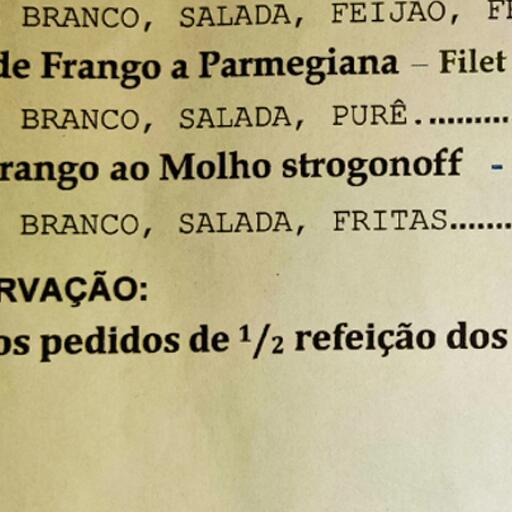 BRANCO, SALADA, FEIJÃO,
de Frango a Parmegiana – Filet
BRANCO, SALADA, PURÊ.........
rango ao Molho strogonoff -
BRANCO, SALADA, FRITAS.......
RVAÇÃO:
os pedidos de ½ refeição dos